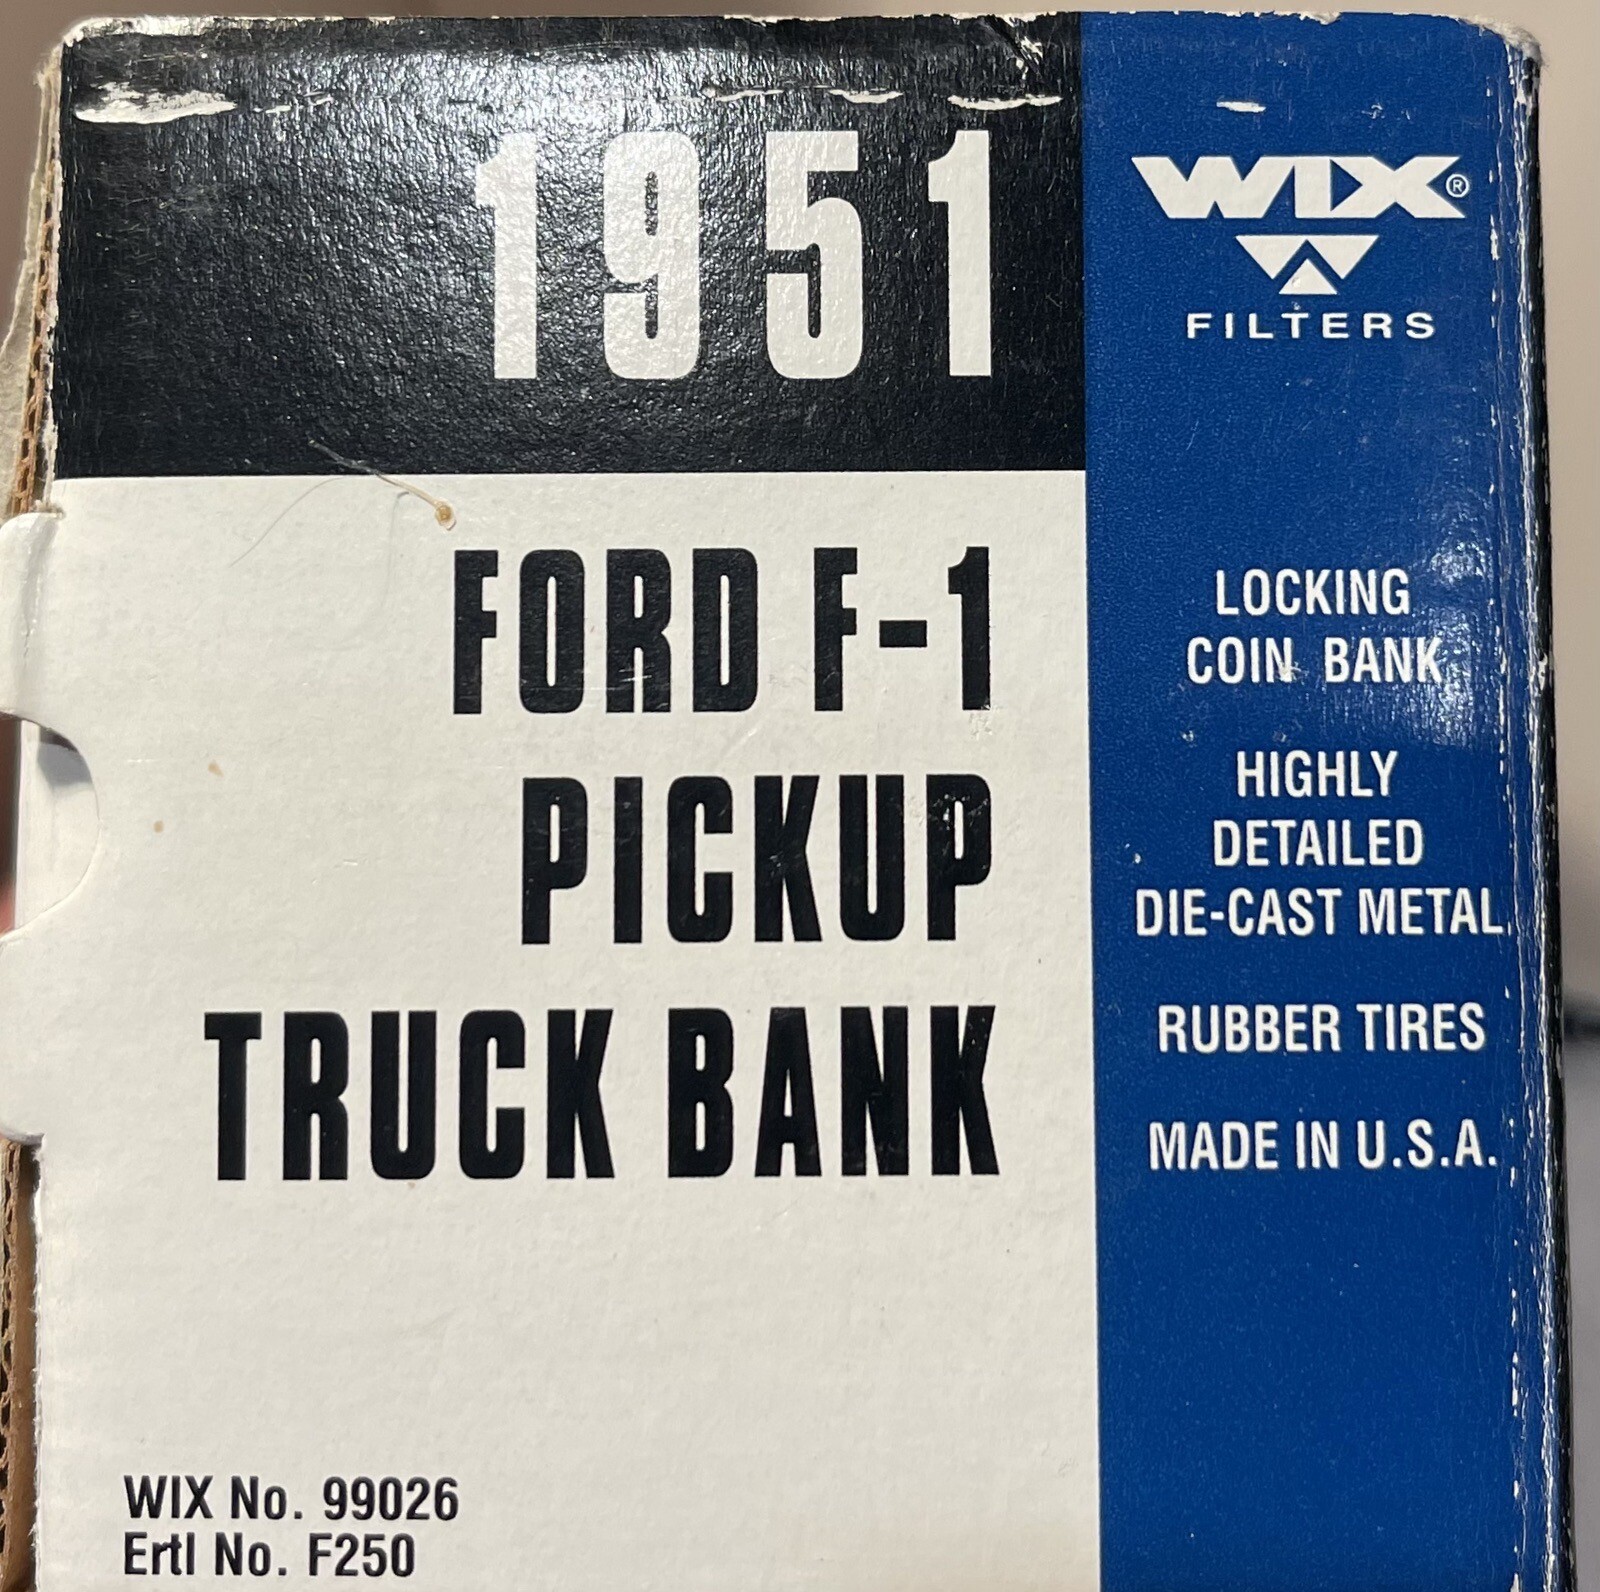 1951
FORD F-1
PICKUP
TRUCK BANK
WIX No. 99026
Ertl No. F250
WIX®
FILTERS
LOCKING
COIN BANK
HIGHLY
DETAILED
DIE-CAST METAL
RUBBER TIRES
MADE IN U.S.A.